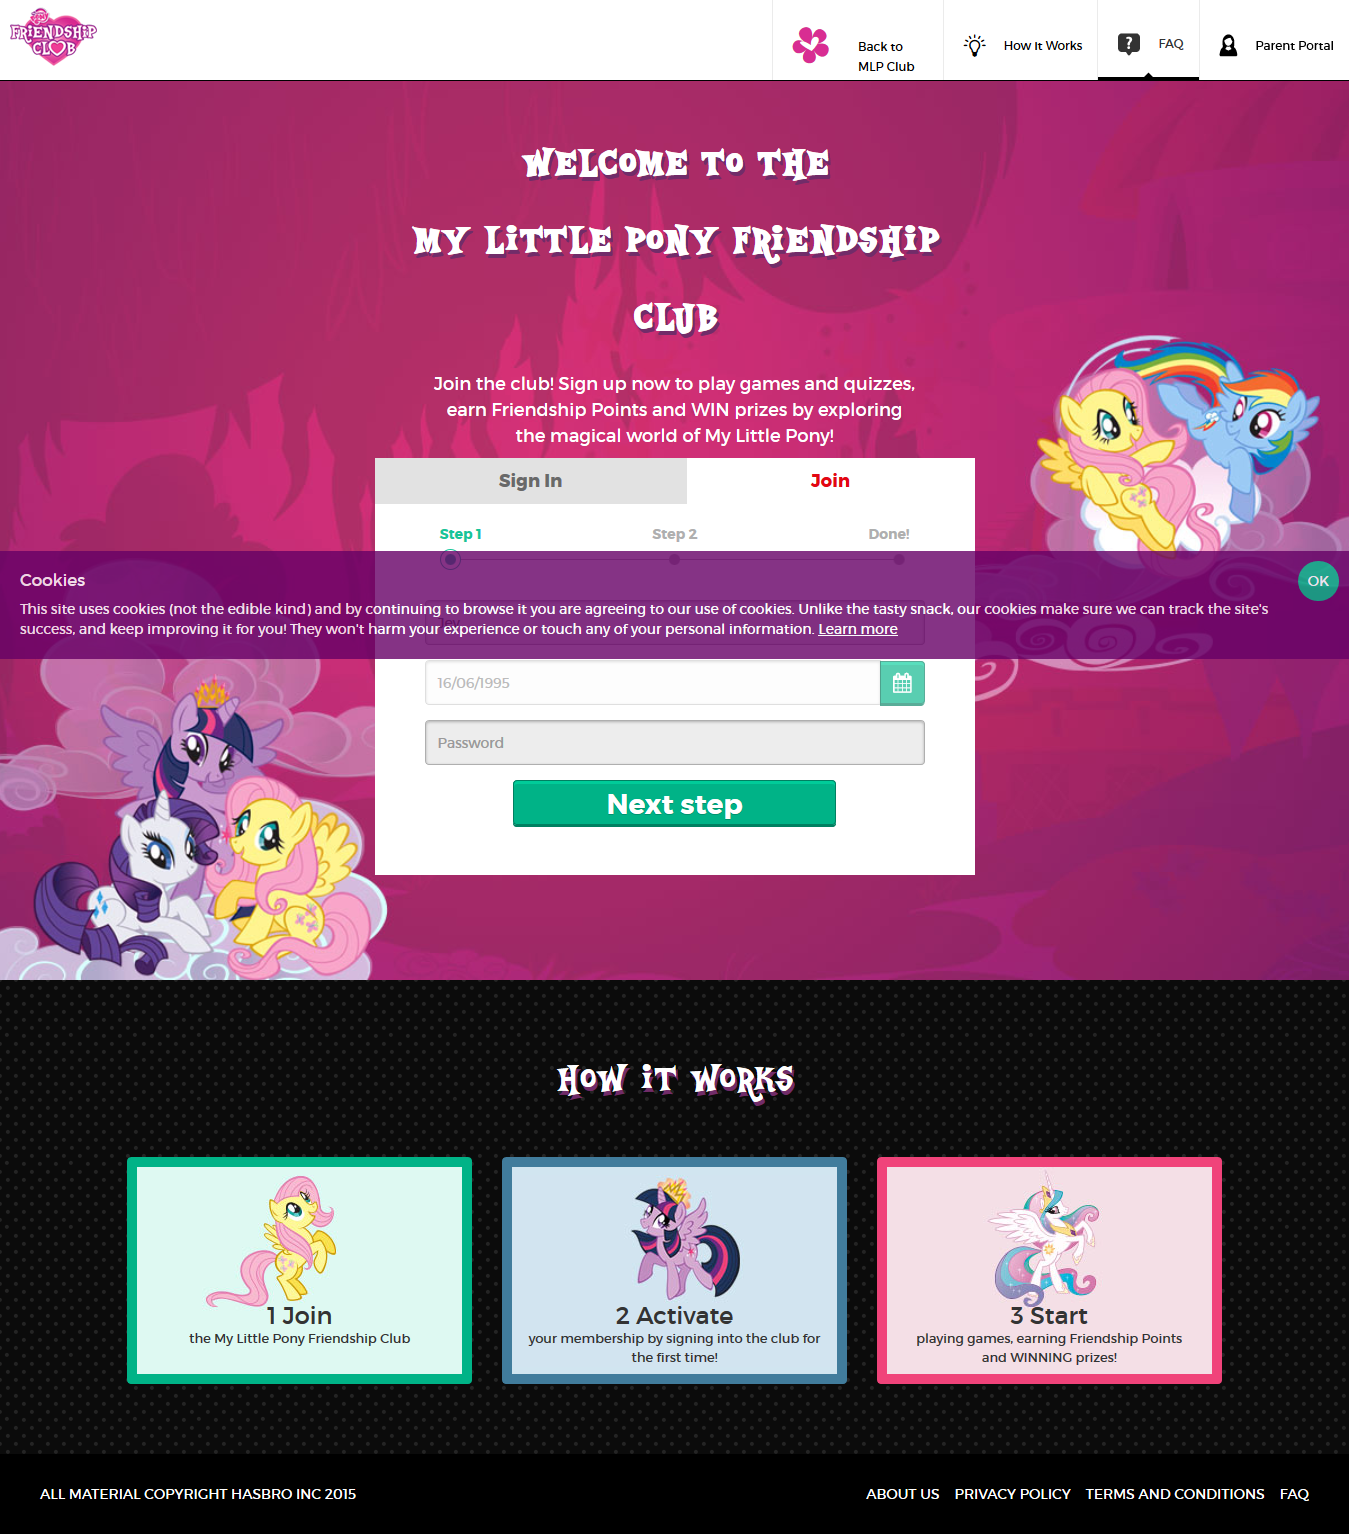 FRiENDSHiP
CLUB
Back to
MLP Club
How It Works
FAQ
Parent Portal
WELCOME TO THE
MY LiTTLE PONY FRiENDSHiP
CLUB
Join the club! Sign up now to play games and quizzes,
earn Friendship Points and WIN prizes by exploring
the magical world of My Little Pony!
Sign In
Join
Step 1
Step 2
Done!
Cookies
OK
This site uses cookies (not the edible kind) and by continuing to browse it you are agreeing to our use of cookies. Unlike the tasty snack, our cookies make sure we can track the site's
success, and keep improving it for you! They won't harm your experience or touch any of your personal information. Learn more
16/06/1995
Password
Next step
HOW iT WORKS
1 Join
the My Little Pony Friendship Club
2 Activate
your membership by signing into the club for
the first time!
3 Start
playing games, earning Friendship Points
and WINNING prizes!
ALL MATERIAL COPYRIGHT HASBRO INC 2015
ABOUT US
PRIVACY POLICY
TERMS AND CONDITIONS
FAQ